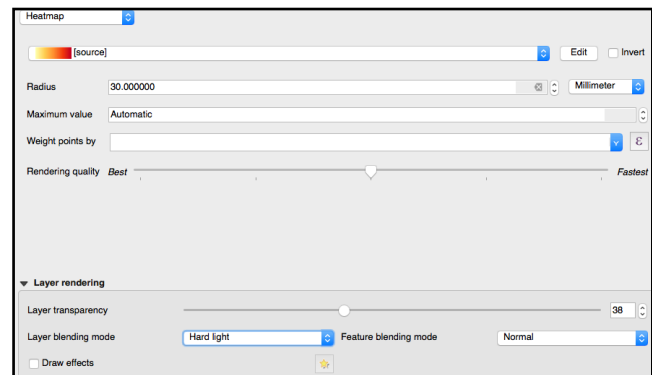 Heatmap
[source] Edit Invert
Radius 30.000000 Millimeter
Maximum value Automatic
Weight points by ε
Rendering quality Best Fastest
Layer rendering
Layer transparency 38
Layer blending mode Hard light Feature blending mode Normal
Draw effects